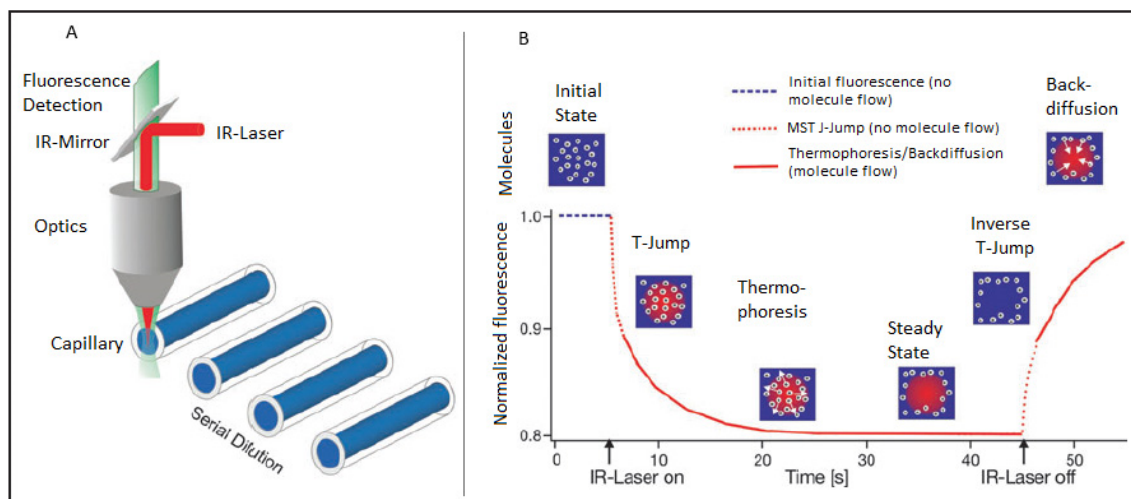 A
Fluorescence
Detection
IR-Mirror
IR-Laser
Optics
Capillary
Serial Dilution
B
Initial
State
Initial fluorescence (no
molecule flow)
MST J-Jump (no molecule flow)
Thermophoresis/Backdiffusion
(molecule flow)
Back-
diffusion
Molecules
Normalized fluorescence
1.0
0.9
0.8
T-Jump
Thermo-
phoresis
Steady
State
Inverse
T-Jump
0
10
20
Time [s]
40
50
IR-Laser on
IR-Laser off